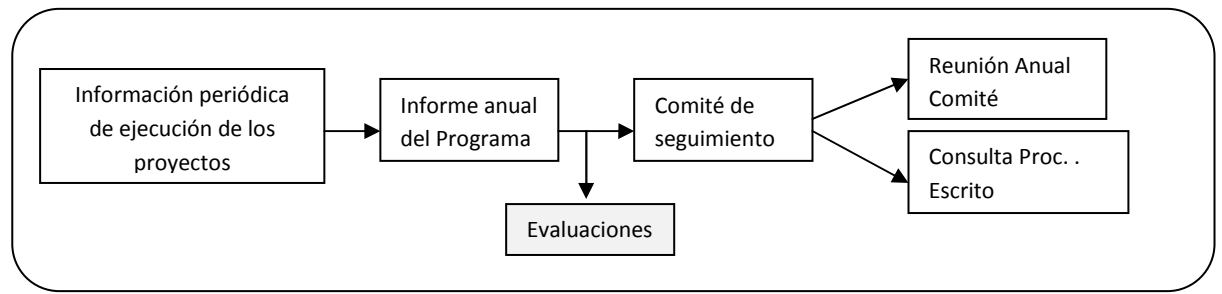 Información periódica
de ejecución de los
proyectos
Informe anual
del Programa
Evaluaciones
Comité de
seguimiento
Reunión Anual
Comité
Consulta Proc. .
Escrito